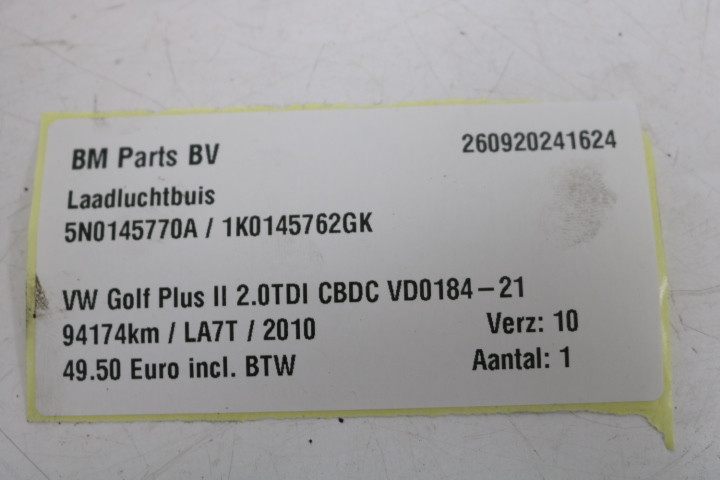 BM Parts BV 260920241624
Laadluchtbuis
5N0145770A / 1K0145762GK
VW Golf Plus II 2.0TDI CBDC VD0184-21
94174km / LA7T / 2010 Verz: 10
49.50 Euro incl. BTW Aantal: 1